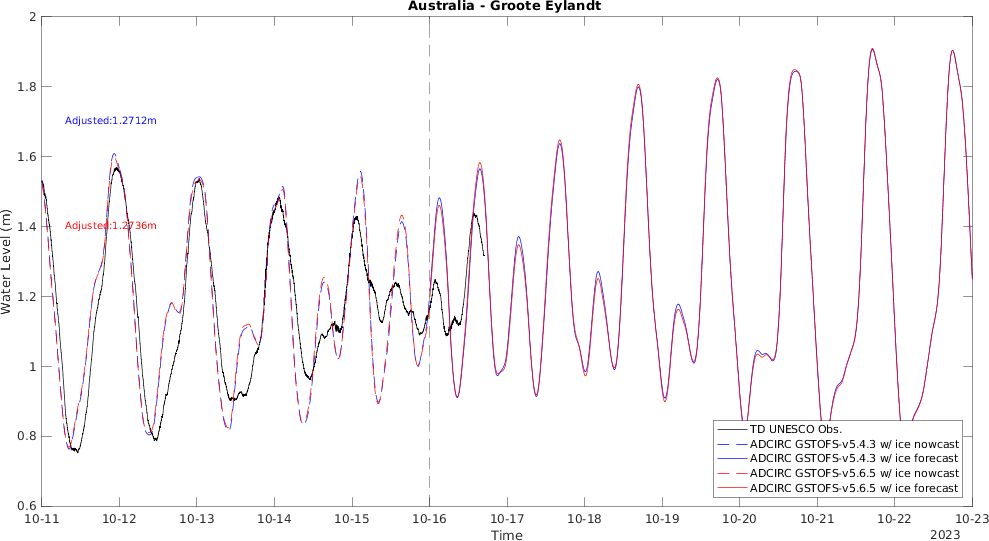 Australia - Groote Eylandt
2
1.8
1.6
1.4
1.2
1
0.8
0.6
Water Level (m)
Adjusted:1.2712m
Adjusted:1.2736m
TD UNESCO Obs.
ADCIRC GSTOFS-v5.4.3 w/ ice nowcast
ADCIRC GSTOFS-v5.4.3 w/ ice forecast
ADCIRC GSTOFS-v5.6.5 w/ ice nowcast
ADCIRC GSTOFS-v5.6.5 w/ ice forecast
10-11 10-12 10-13 10-14 10-15 10-16 10-17 10-18 10-19 10-20 10-21 10-22 10-23
Time
2023